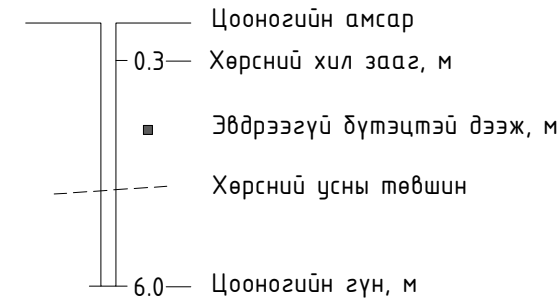 Цооногийн амсар
0.3 Хөрсний хил зааг, м
Эвдрээгүй бүтэцтэй дээж, м
Хөрсний усны төвшин
6.0 Цооногийн гүн, м